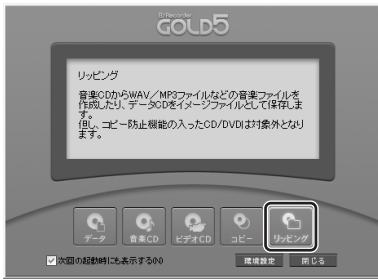 B's Recorder
GOLD5
リッピング
音楽CDからWAV／MP3ファイルなどの音楽ファイルを
作成したり、データCDをイメージファイルとして保存しま
す。
但し、コピー防止機能の入ったCD/DVDは対象外となり
ます。
データ
音楽CD
ビデオCD
コピー
リッピング
次回の起動時にも表示する(N)
環境設定
閉じる